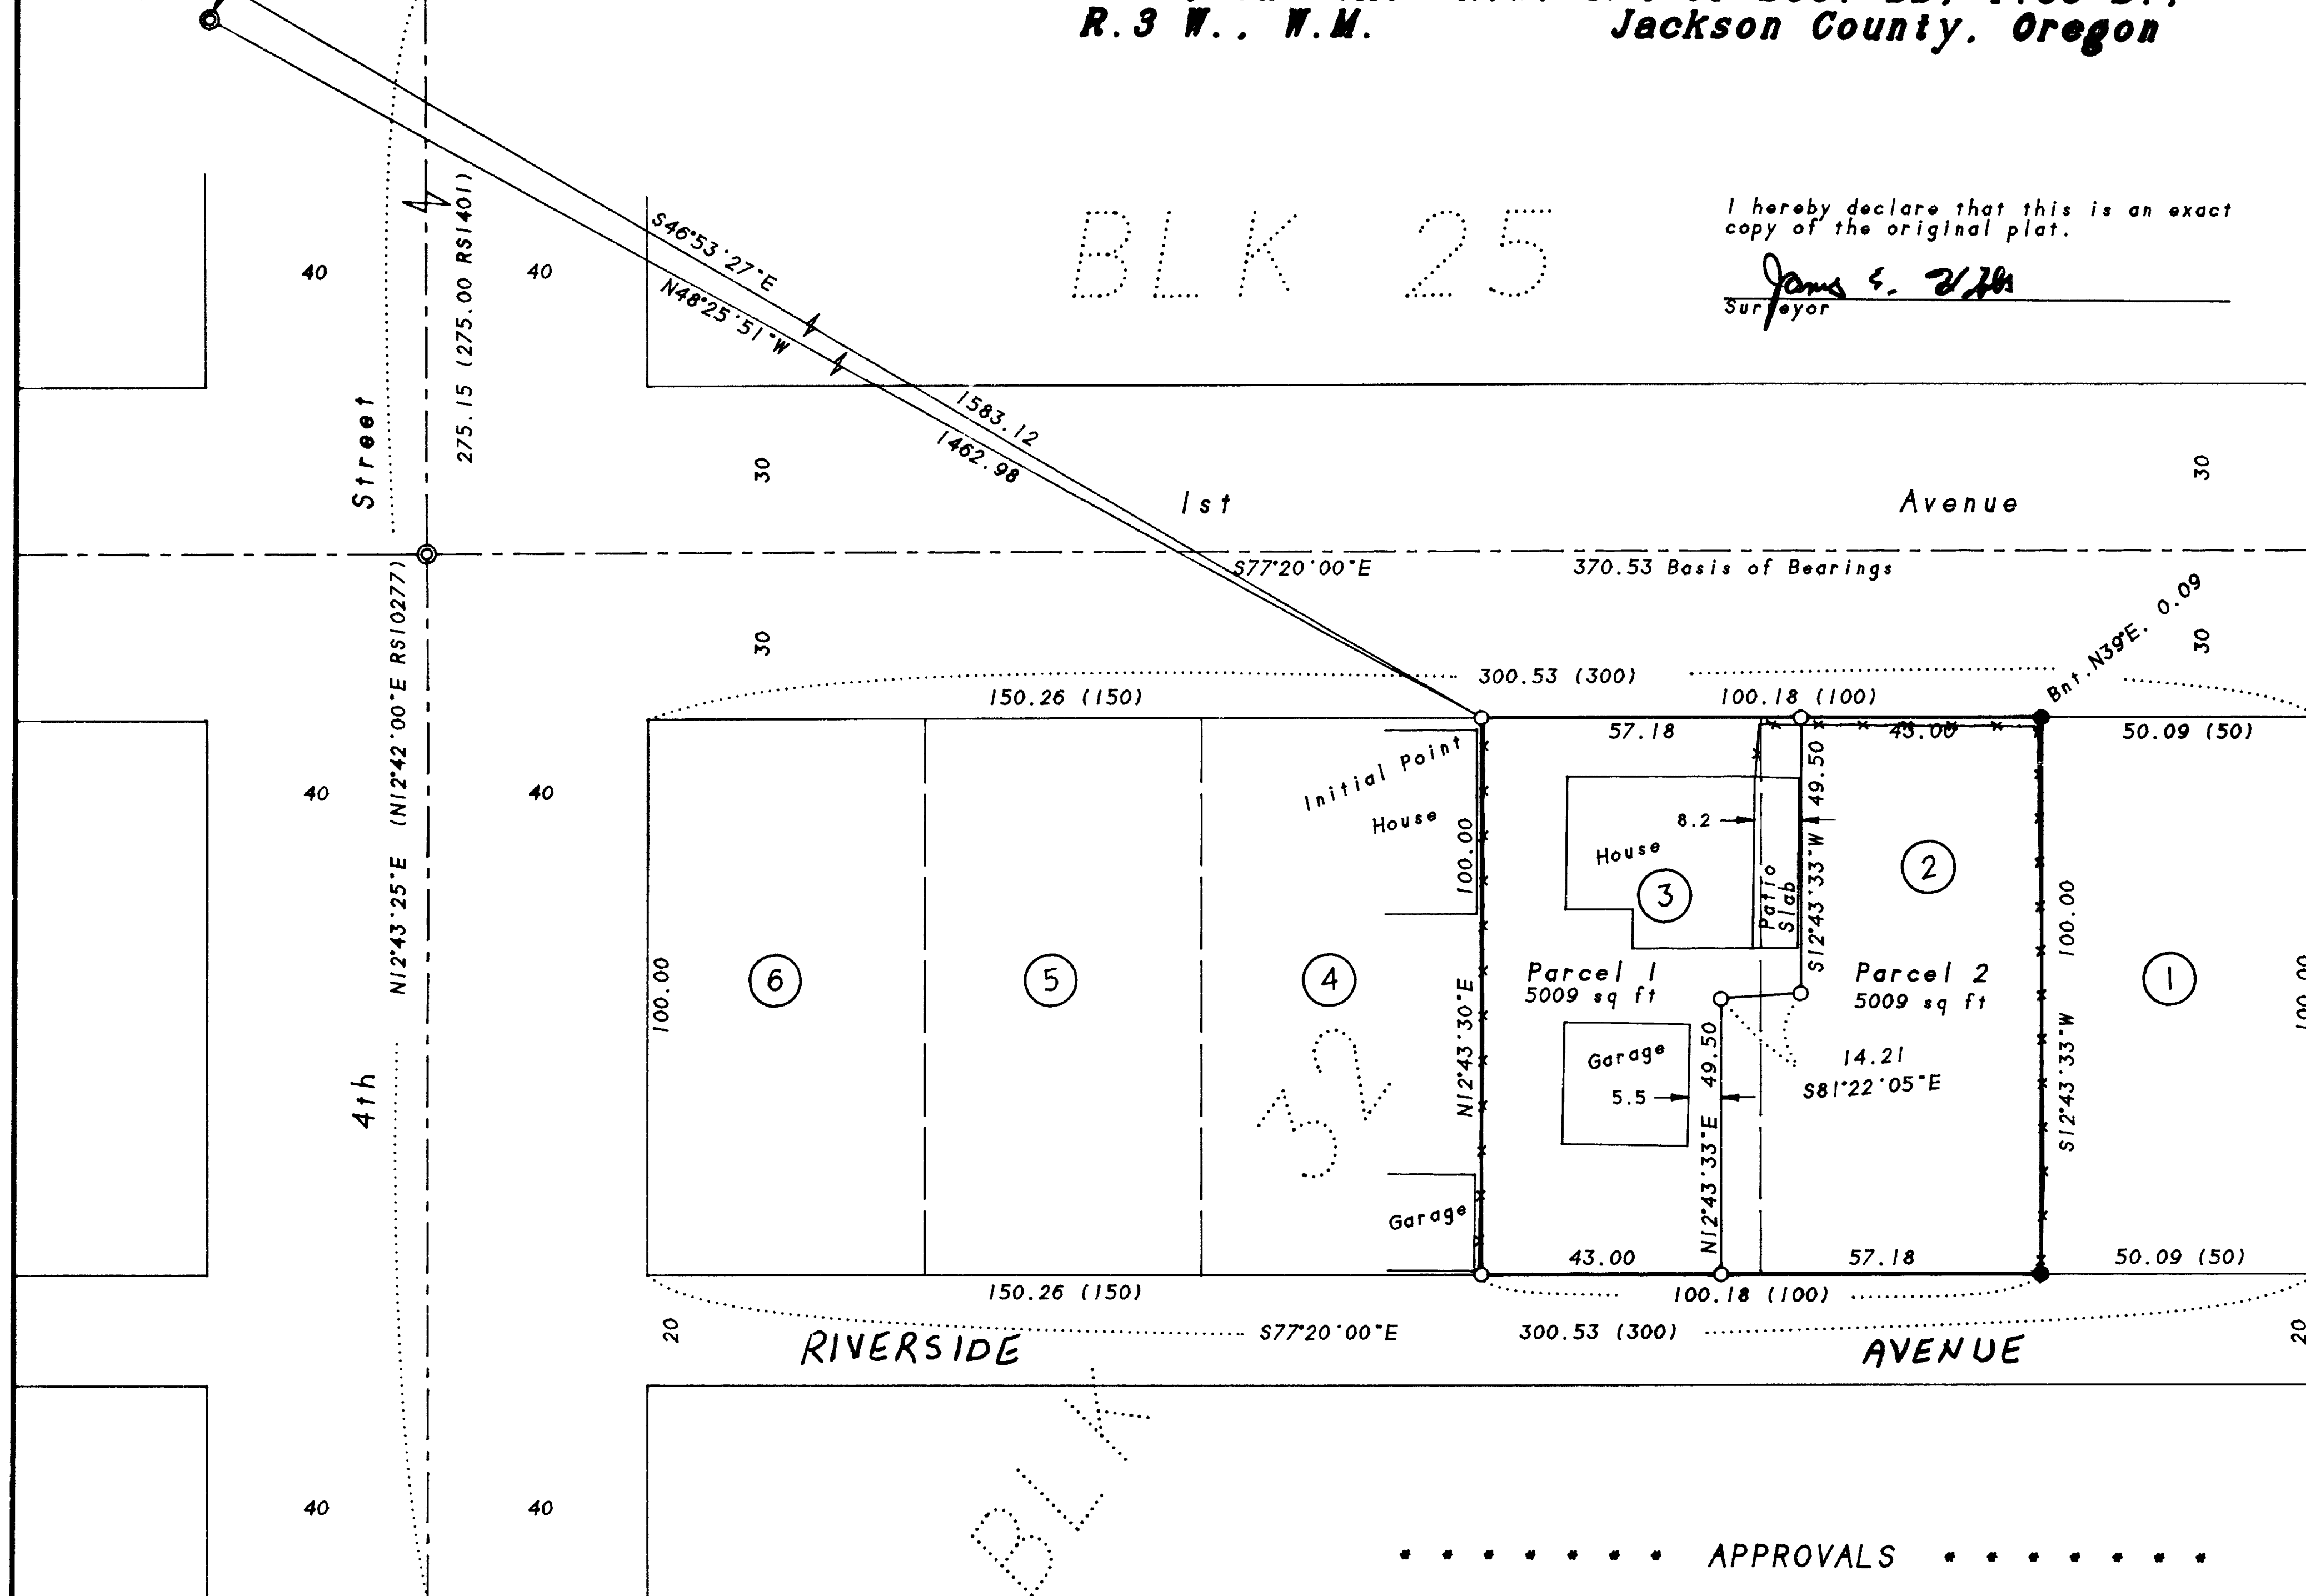 R.3 W., W.M. Jackson County, Oregon
BLK 25
I hereby declare that this is an exact
copy of the original plat.
Surveyor
40
40
Street
275.15 (275.00 RS1401)
S46°53'27"E
N48°25'51"W
1583.12
1462.98
30
30
1st Avenue
S77°20'00"E 370.53 Basis of Bearings
30
30
Bnt. N39°E. 0.09
N12°43'25"E (N12°42'00"E RS10277)
300.53 (300)
150.26 (150)
100.18 (100)
57.18
43.00
50.09 (50)
Initial Point
House
100.00
N12°43'30"E
8.2
House
3
Patio
Slab
49.50
S12°43'33"W
2
40
40
100.00
6
5
4
Parcel 1
5009 sq ft
Parcel 2
5009 sq ft
1
100.00
S12°43'33"W
100.00
32
Garage
5.5
49.50
N12°43'33"E
14.21
S81°22'05"E
4th
Garage
43.00
57.18
50.09 (50)
150.26 (150)
100.18 (100)
20
S77°20'00"E 300.53 (300)
20
RIVERSIDE AVENUE
BLK
40
40
* * * * * * * APPROVALS * * * * * * *